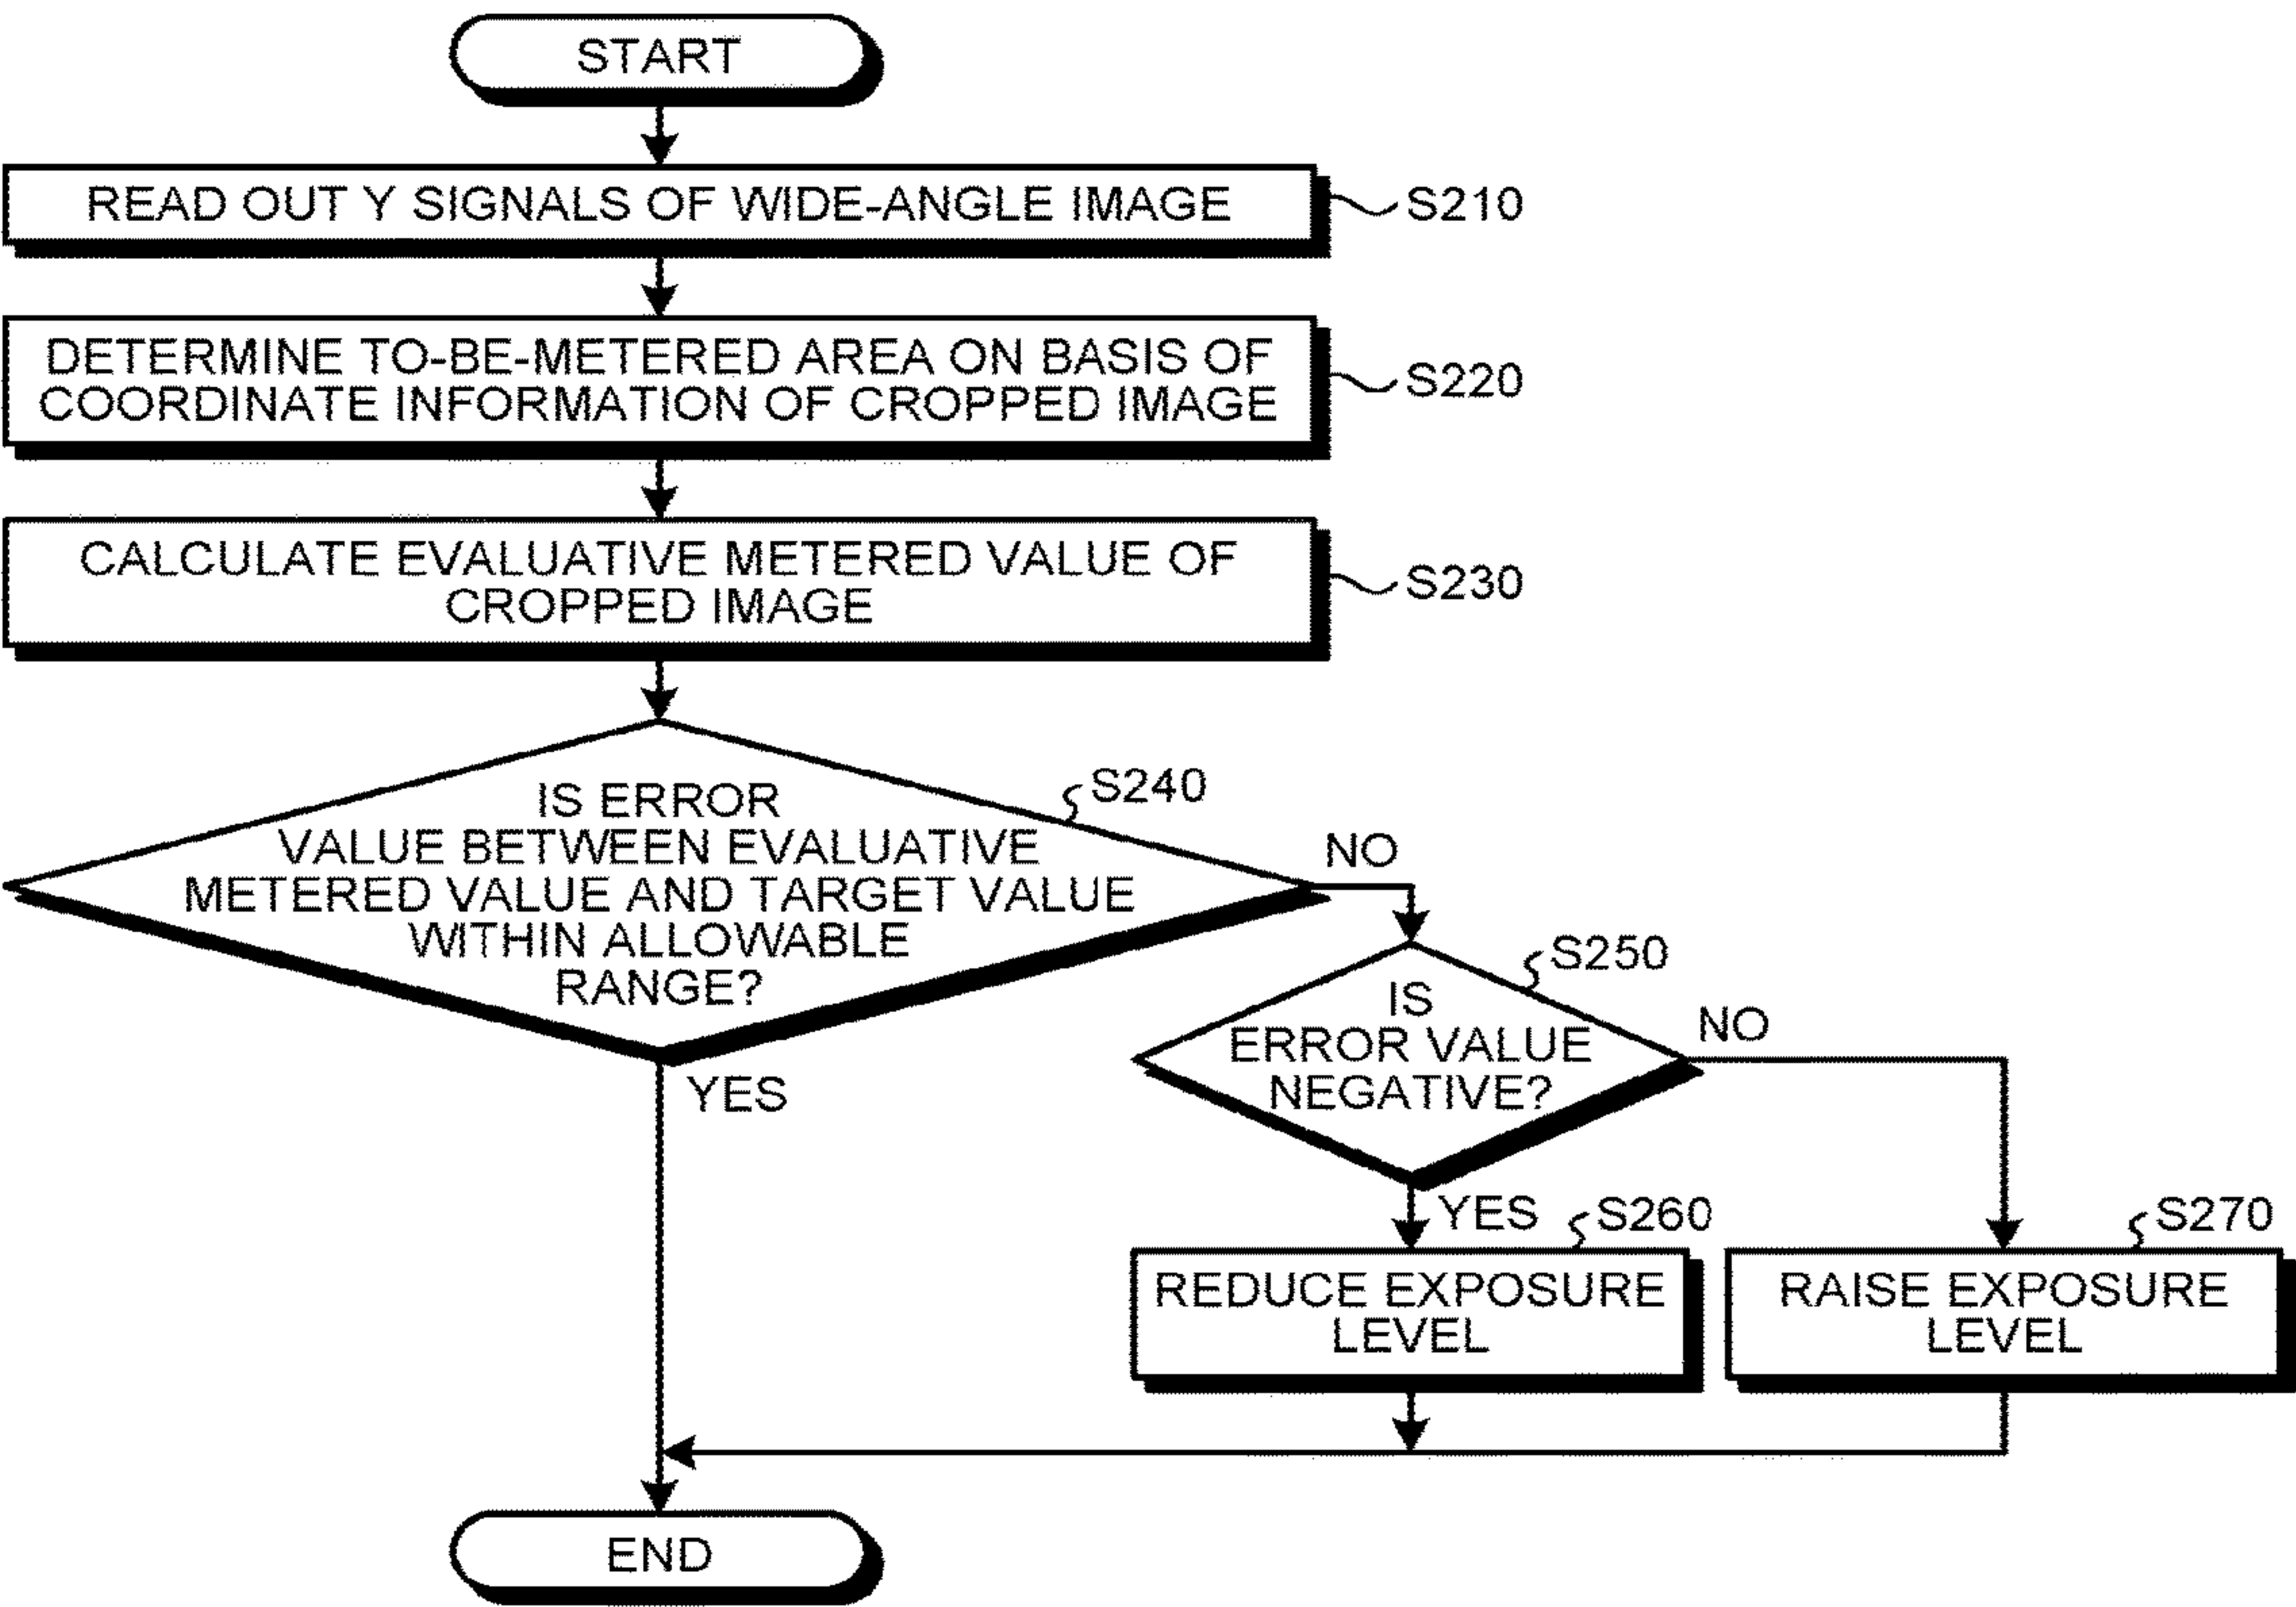 START
READ OUT Y SIGNALS OF WIDE-ANGLE IMAGE
S210
DETERMINE TO-BE-METERED AREA ON BASIS OF
COORDINATE INFORMATION OF CROPPED IMAGE
S220
CALCULATE EVALUATIVE METERED VALUE OF
CROPPED IMAGE
S230
IS ERROR
VALUE BETWEEN EVALUATIVE
METERED VALUE AND TARGET VALUE
WITHIN ALLOWABLE
RANGE?
S240
NO
YES
IS
ERROR VALUE
NEGATIVE?
S250
NO
YES
S260
REDUCE EXPOSURE
LEVEL
S270
RAISE EXPOSURE
LEVEL
END